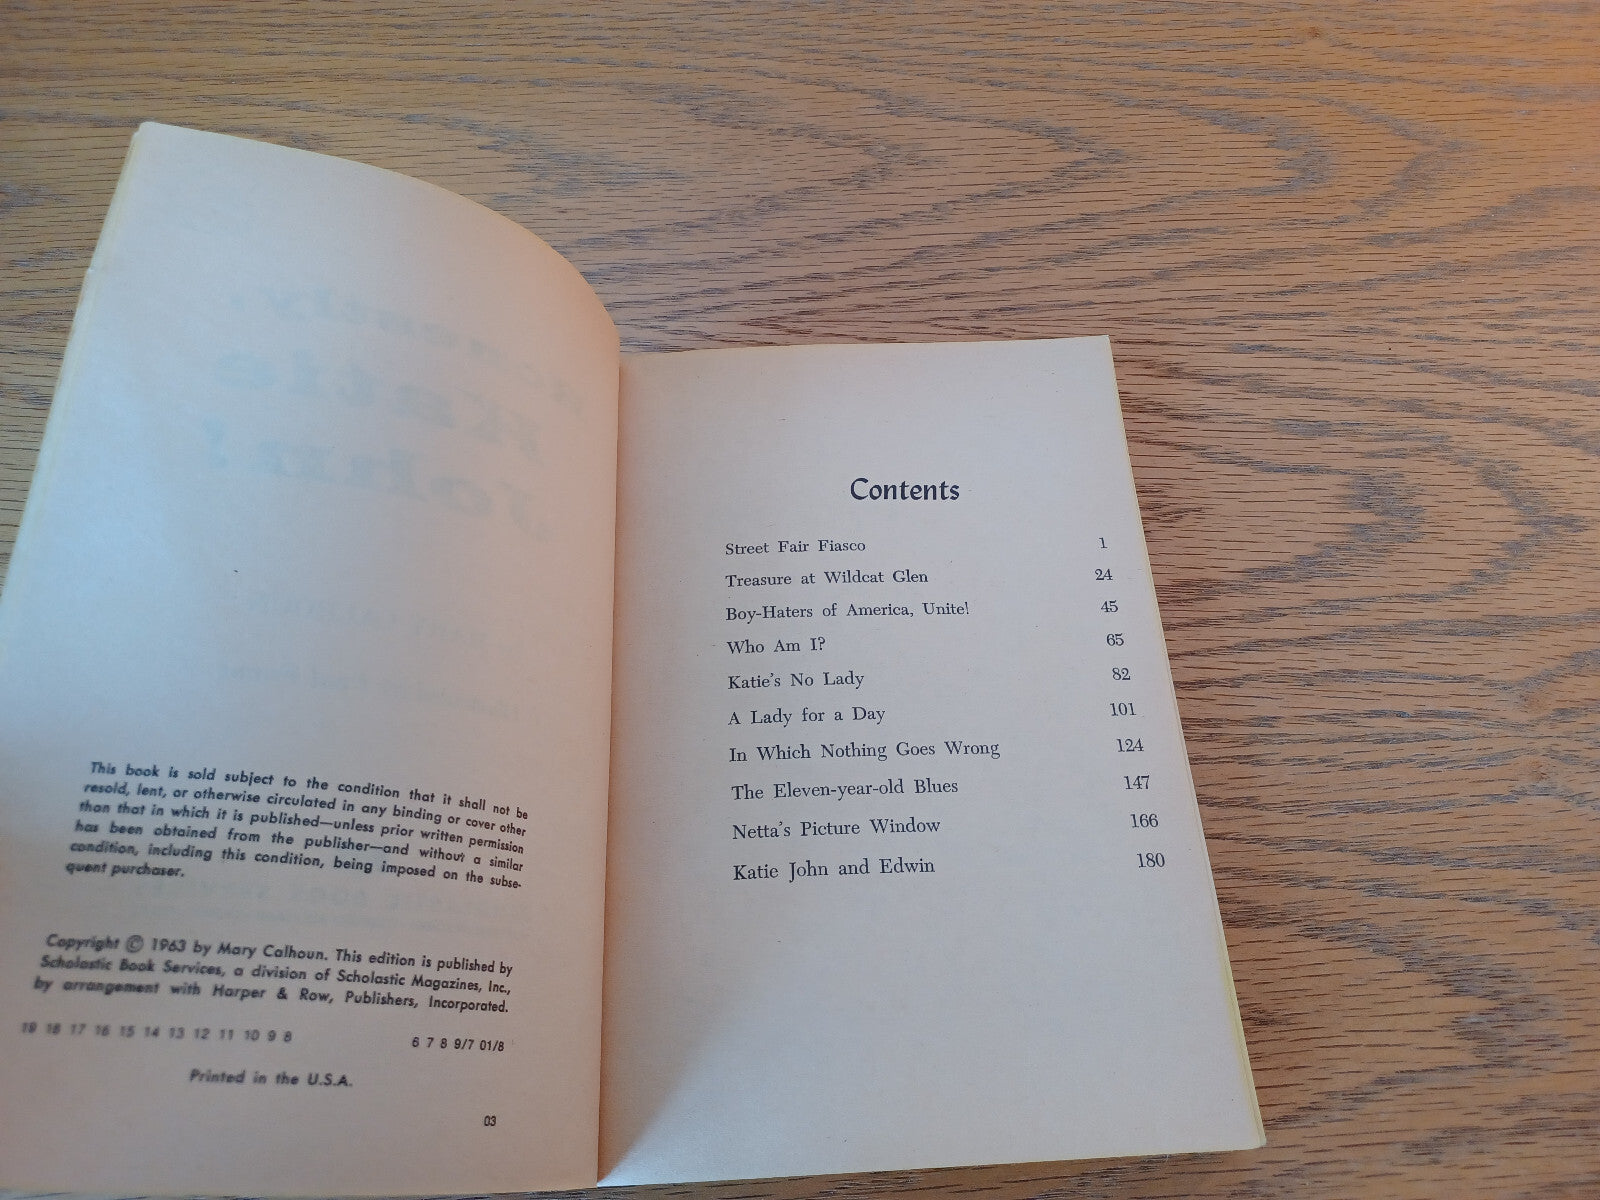 This book is sold subject to the condition that it shall not be
resold, lent, or otherwise circulated in any binding or cover other
than that in which it is published—unless prior written permission
has been obtained from the publisher—and without a similar
condition, including this condition, being imposed on the subse-
quent purchaser.
Copyright © 1963 by Mary Calhoun. This edition is published by
Scholastic Book Services, a division of Scholastic Magazines, Inc.,
by arrangement with Harper & Row, Publishers, Incorporated.
19 18 17 16 15 14 13 12 11 10 9 8 6 7 8 9/7 01/8
Printed in the U.S.A.
03
Contents
Street Fair Fiasco 1
Treasure at Wildcat Glen 24
Boy-Haters of America, Unite! 45
Who Am I? 65
Katie's No Lady 82
A Lady for a Day 101
In Which Nothing Goes Wrong 124
The Eleven-year-old Blues 147
Netta's Picture Window 166
Katie John and Edwin 180